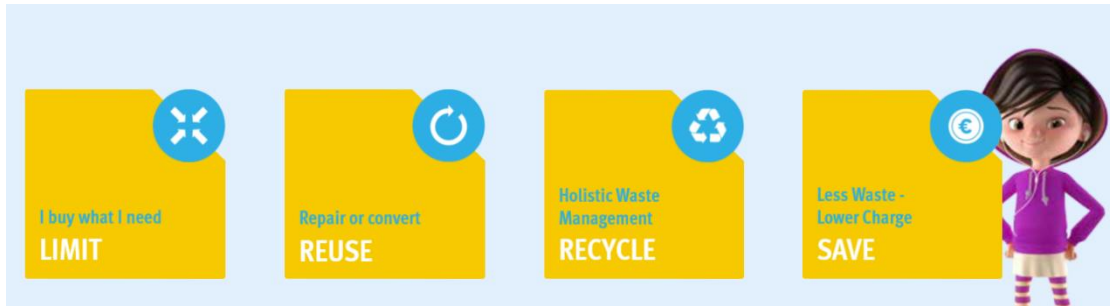 I buy what I need
LIMIT
Repair or convert
REUSE
Holistic Waste
Management
RECYCLE
€
Less Waste -
Lower Charge
SAVE